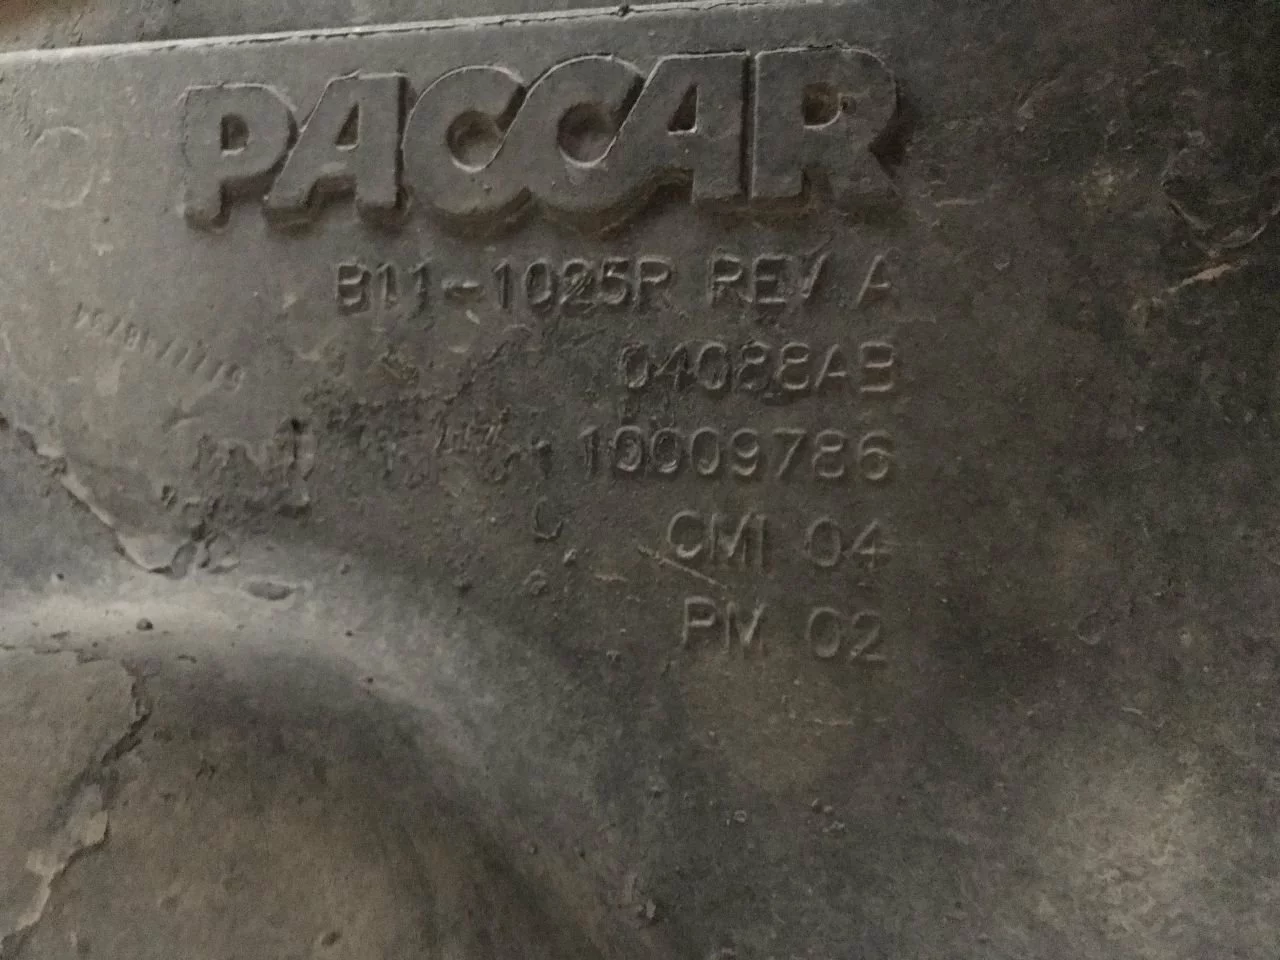 PACCAR
B11-1025R REV A
04088AB
10009786
CMI 04
PM 02